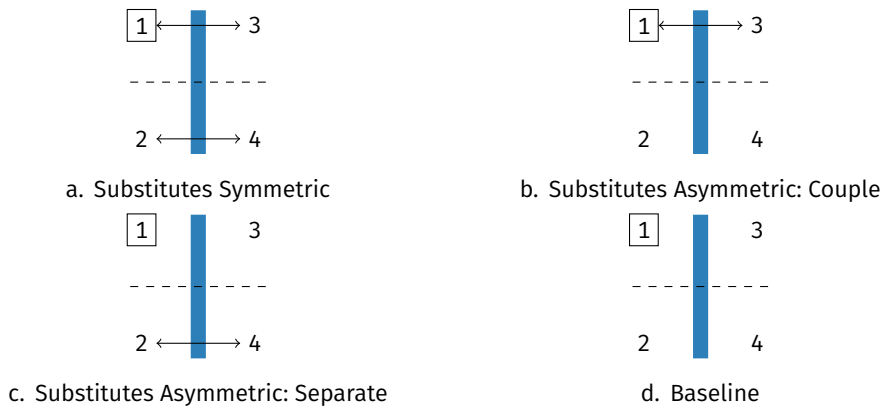 1 3 1 3
2 4 2 4
a. Substitutes Symmetric b. Substitutes Asymmetric: Couple
1 3 1 3
2 4 2 4
c. Substitutes Asymmetric: Separate d. Baseline